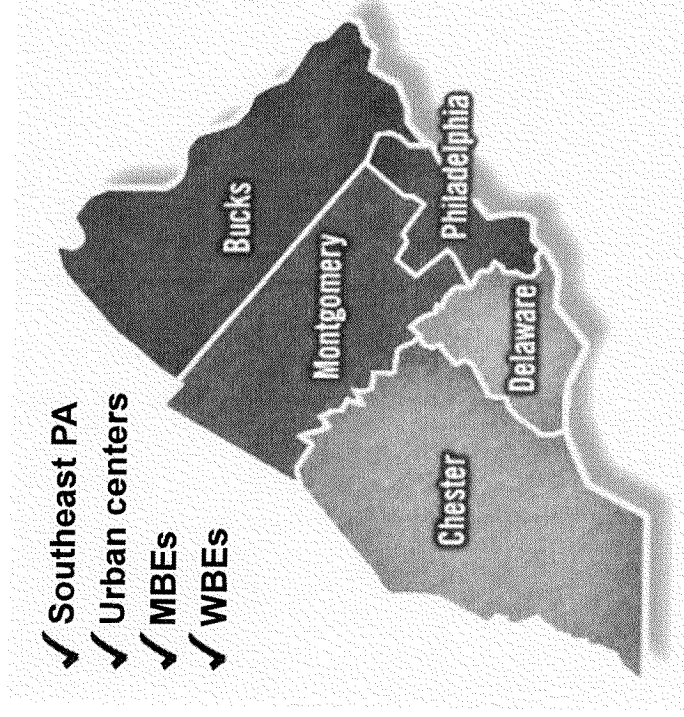 ✓ Southeast PA
✓ Urban centers
✓ MBEs
✓ WBEs
Bucks
Montgomery
Philadelphia
Chester
Delaware